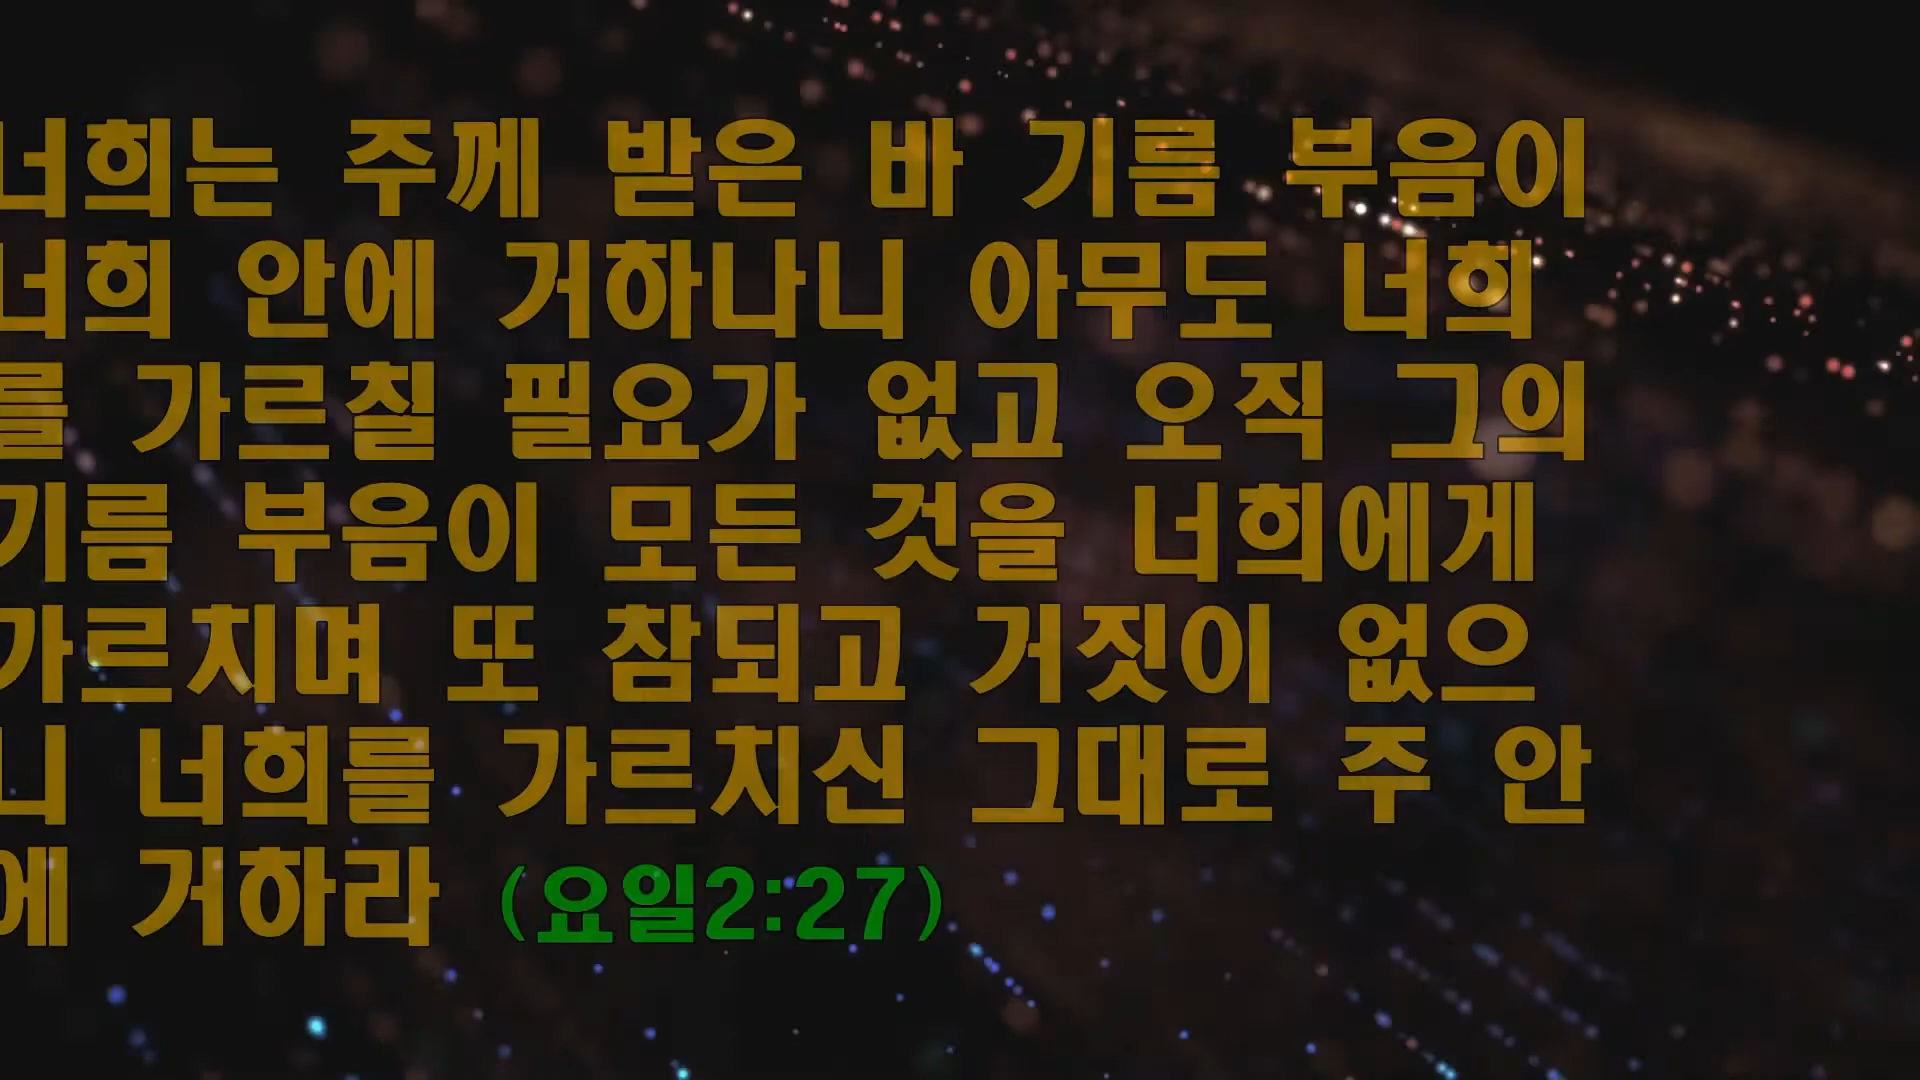 너희는 주께 받은 바 기름 부음이
너희 안에 거하나니 아무도 너희
를 가르칠 필요가 없고 오직 그의
기름 부음이 모든 것을 너희에게
가르치며 또 참되고 거짓이 없으
니 너희를 가르치신 그대로 주 안
에 거하라 (요일2:27)